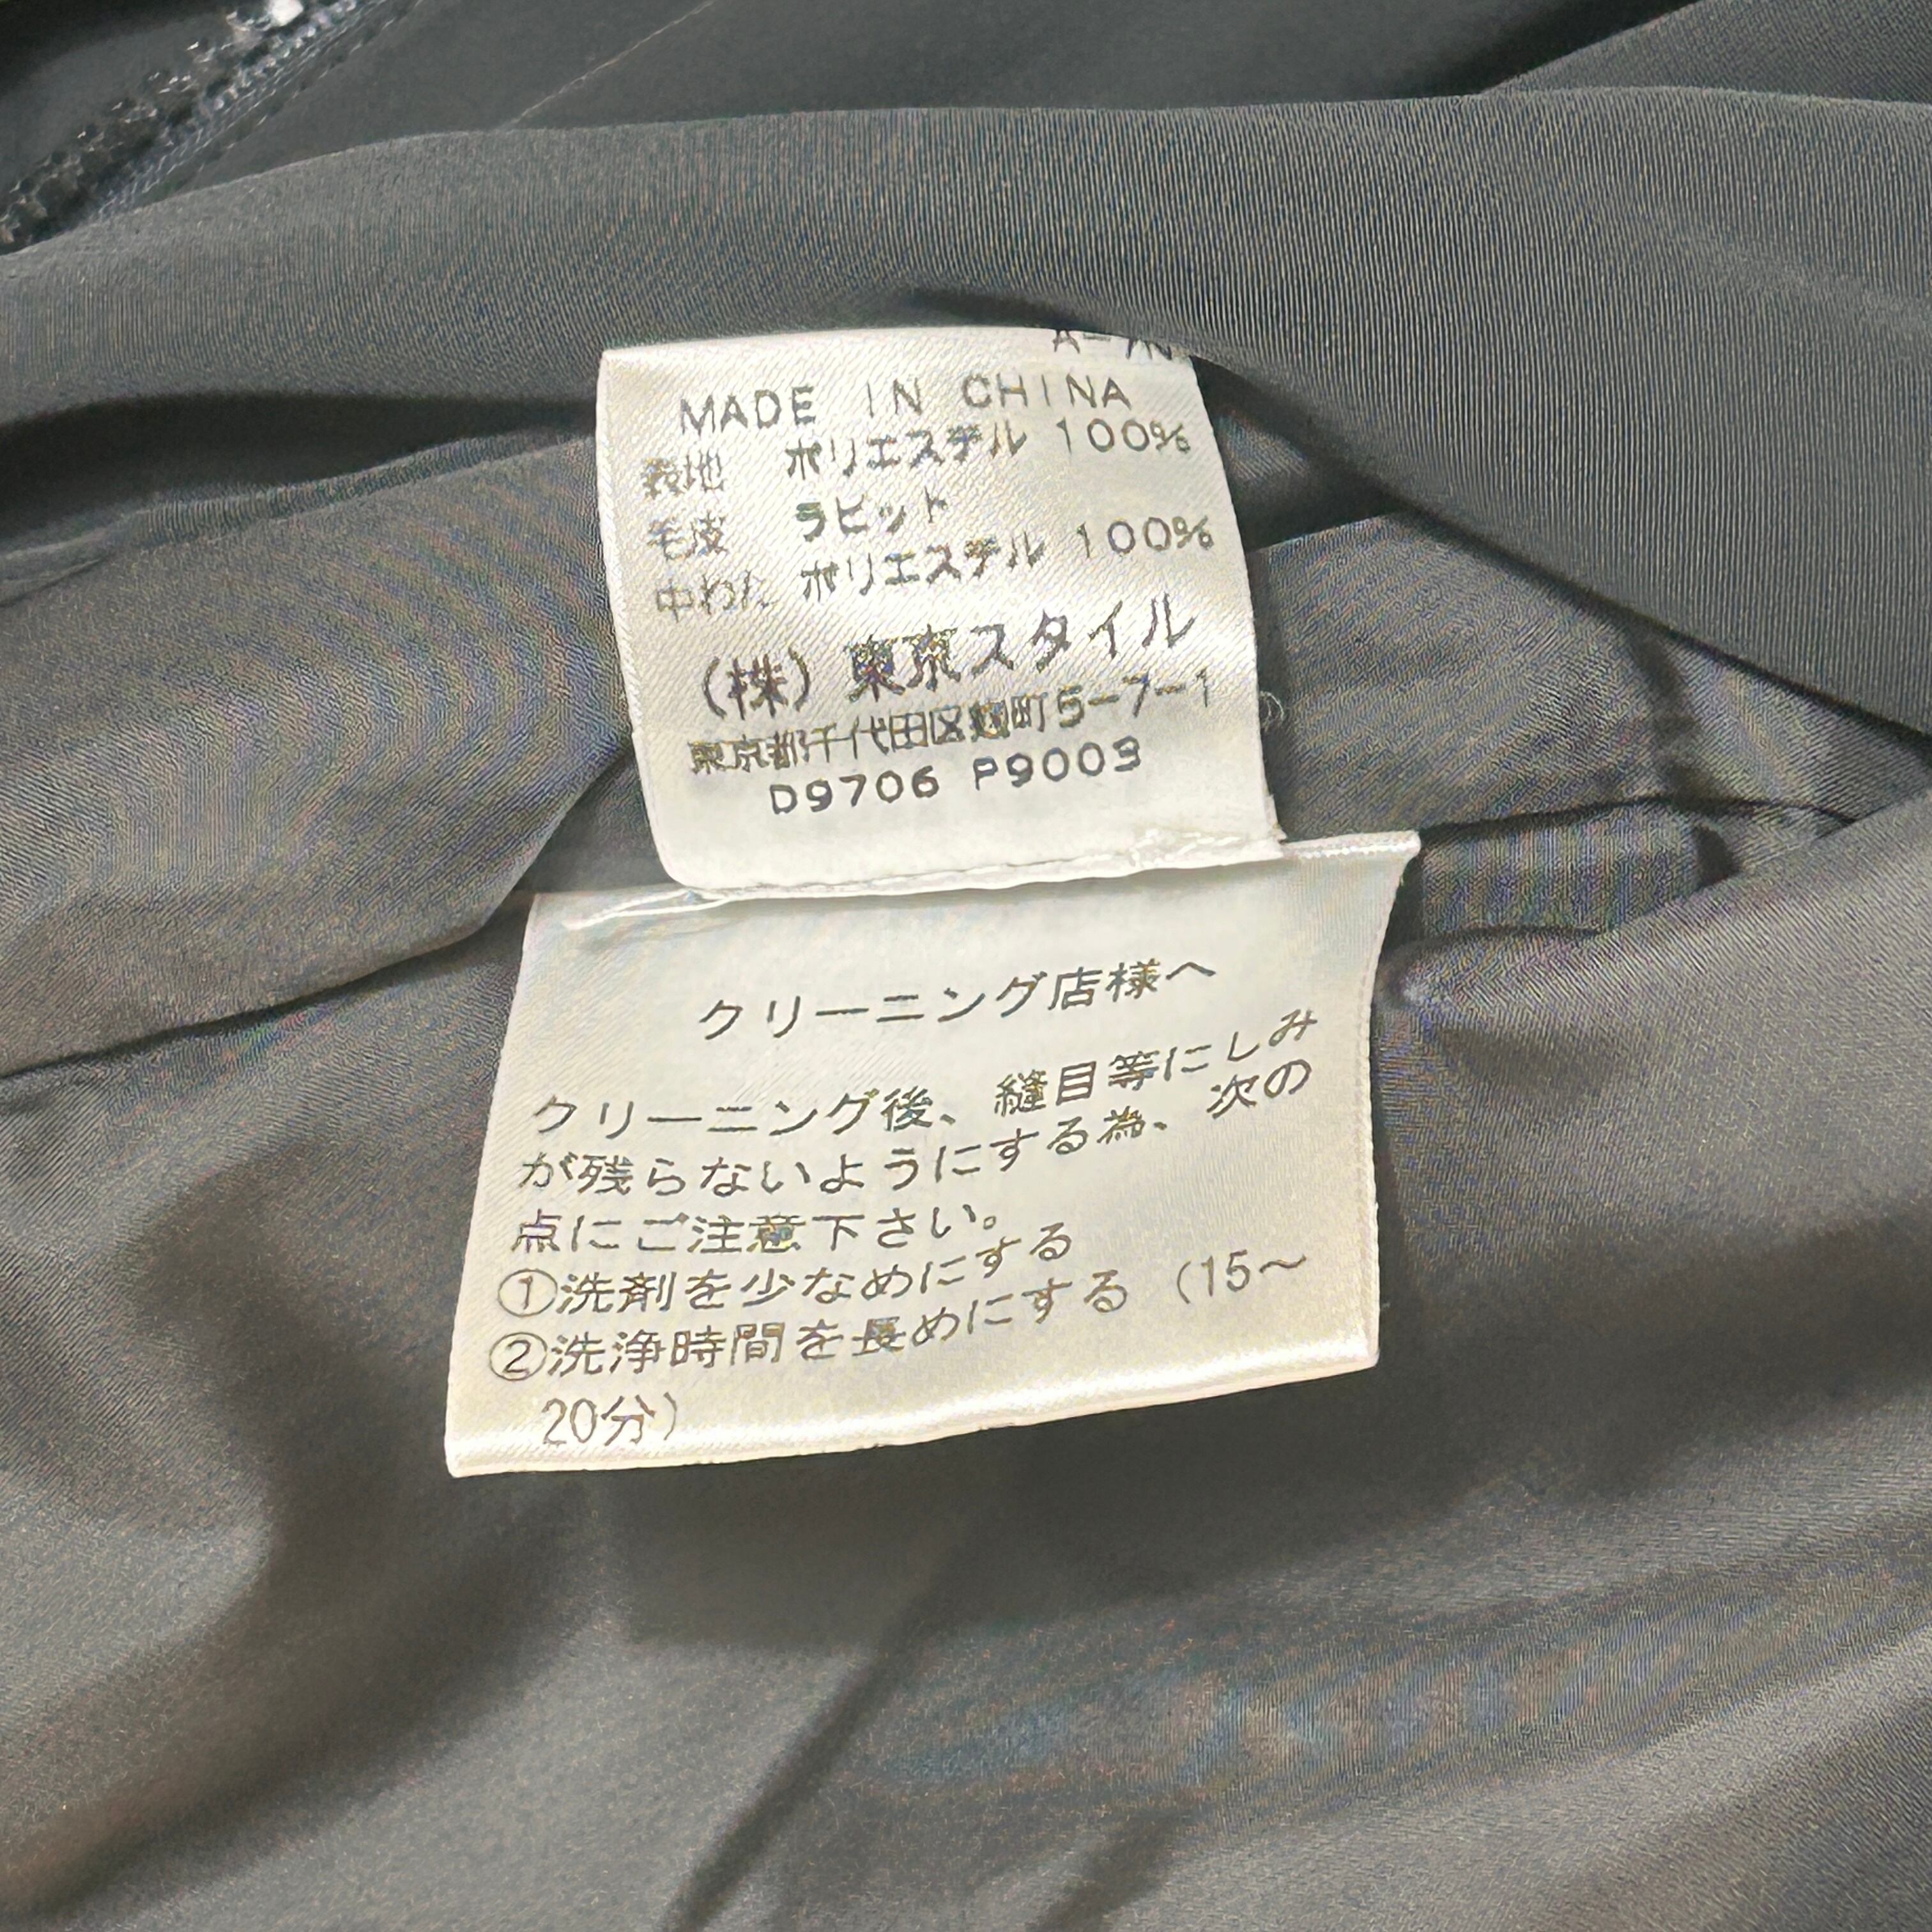 MADE IN CHINA
表地 ポリエステル 100%
毛皮 ラビット
中わた ポリエステル 100%
(株) 東京スタイル
東京都千代田区麹町5-7-1
D9706 P9003
クリーニング店様へ
クリーニング後、縫目等にしみ
が残らないようにする為、次の
点にご注意下さい。
①洗剤を少なめにする
②洗浄時間を長めにする (15～
20分)